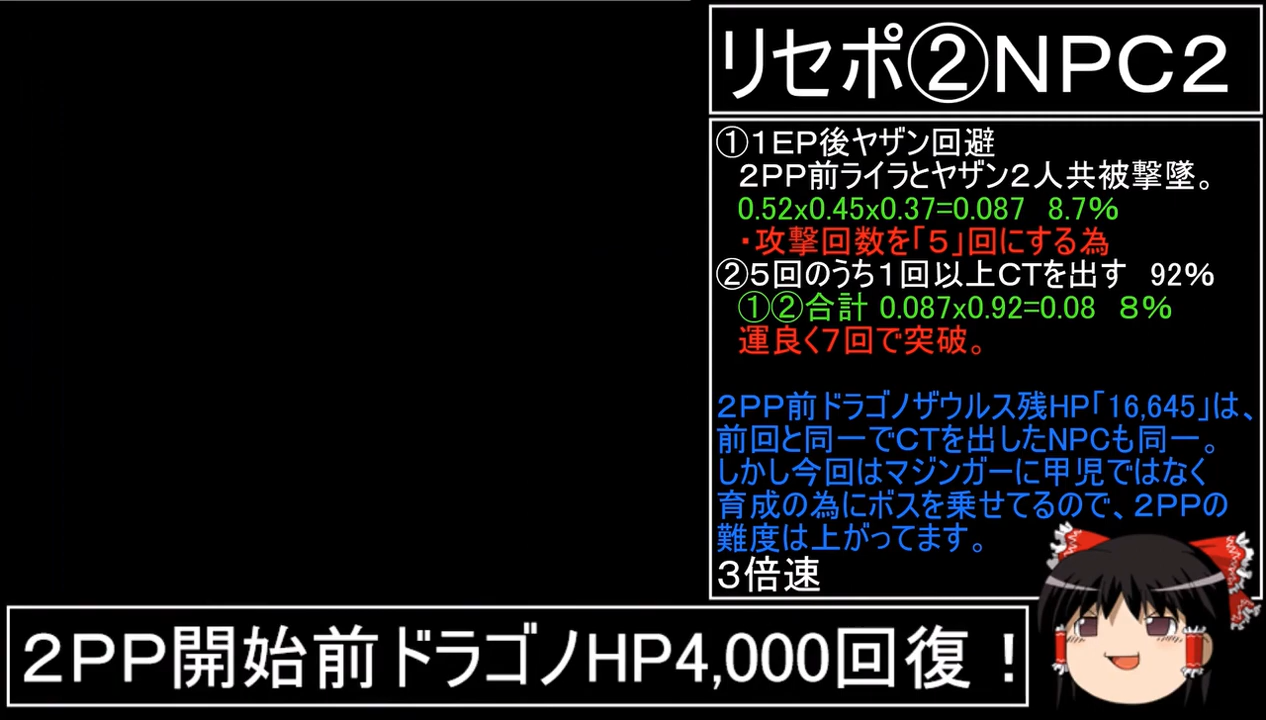 リセポ②NPC2
①1EP後ヤザン回避
2PP前ライラとヤザン2人共被撃墜。
0.52x0.45x0.37=0.087 8.7%
・攻撃回数を｢5｣回にする為
②5回のうち1回以上CTを出す 92%
①②合計 0.087x0.92=0.08 8%
運良く7回で突破。
2PP前ドラゴノザウルス残HP｢16,645｣は、
前回と同一でCTを出したNPCも同一。
しかし今回はマジンガーに甲児ではなく
育成の為にボスを乗せてるので、2PPの
難度は上がってます。
3倍速
2PP開始前ドラゴノHP4,000回復！